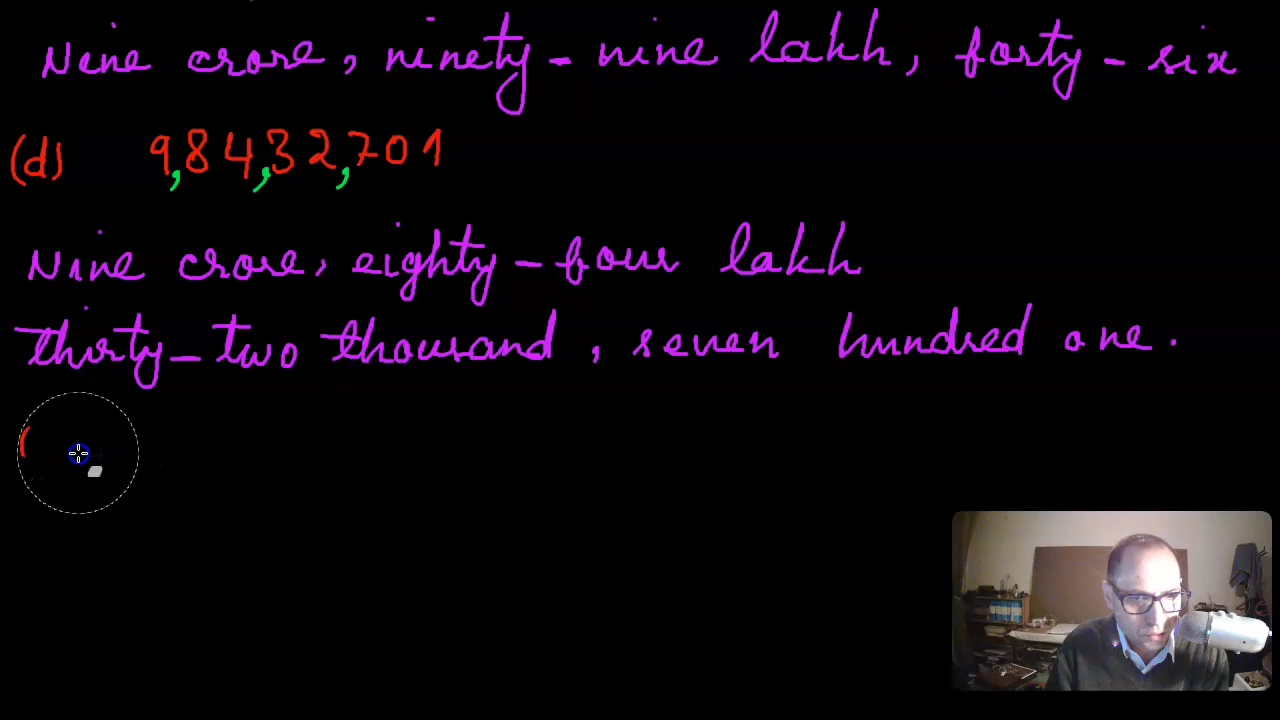 Nine crore, ninety-nine lakh, forty-six
(d) 9,84,32,701
Nine crore, eighty-four lakh
thirty-two thousand, seven hundred one.
(